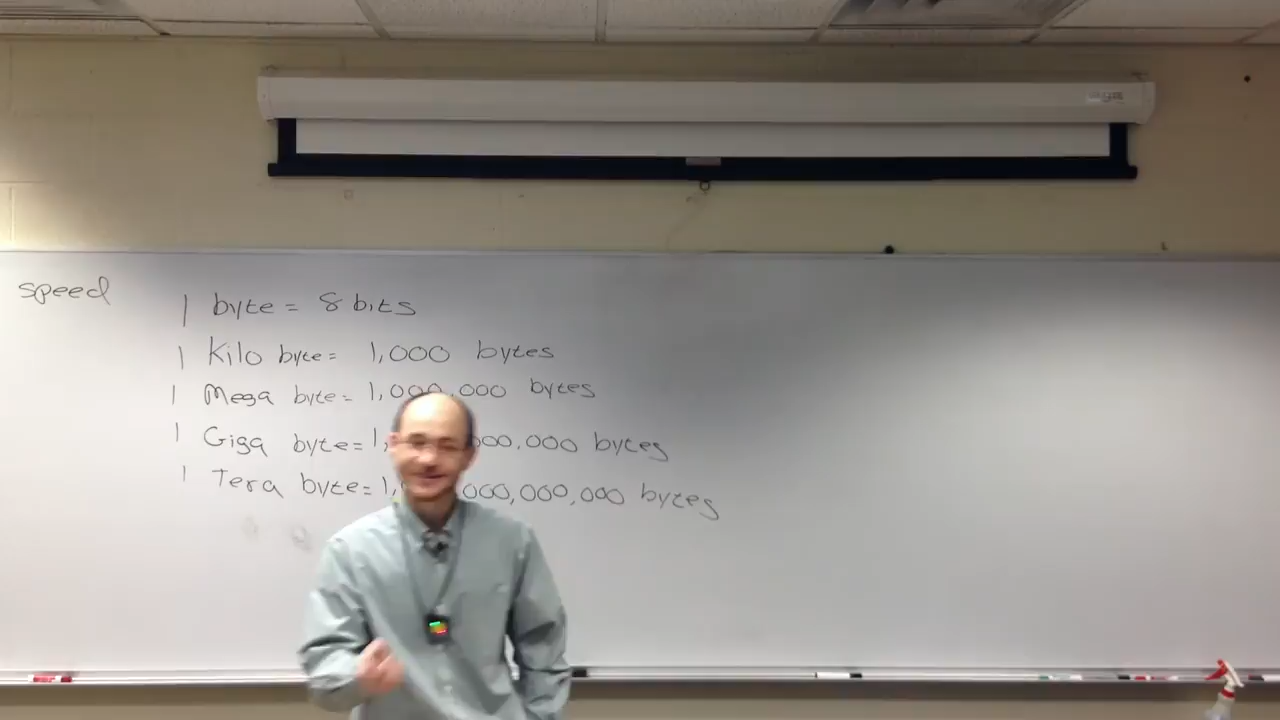 speed
1 byte = 8 bits
1 Kilo byte = 1,000 bytes
1 Mega byte = 1,000,000 bytes
1 Giga byte = 1, 000,000 bytes
1 Tera byte = 1, 000,000,000 bytes